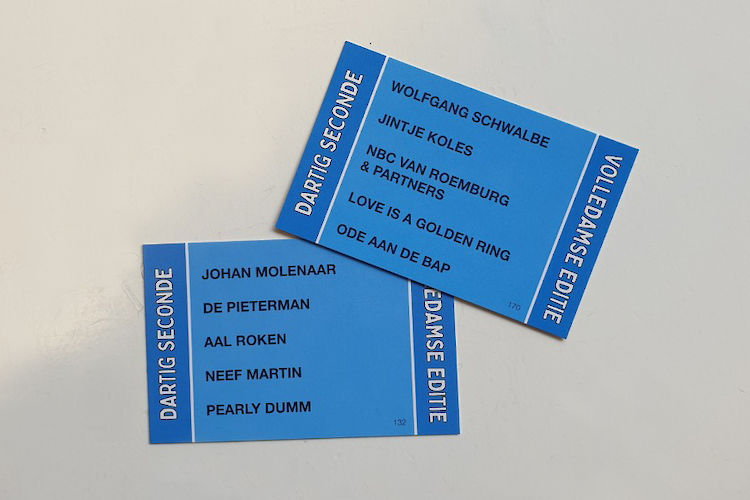 DARTIG SECONDE
WOLFGANG SCHWALBE
JINTJE KOLES
NBC VAN ROEMBURG
& PARTNERS
LOVE IS A GOLDEN RING
ODE AAN DE BAP
170
VOLLEDAMSE EDITIE
DARTIG SECONDE
JOHAN MOLENAAR
DE PIETERMAN
AAL ROKEN
NEEF MARTIN
PEARLY DUMM
132
EDAMSE EDITIE